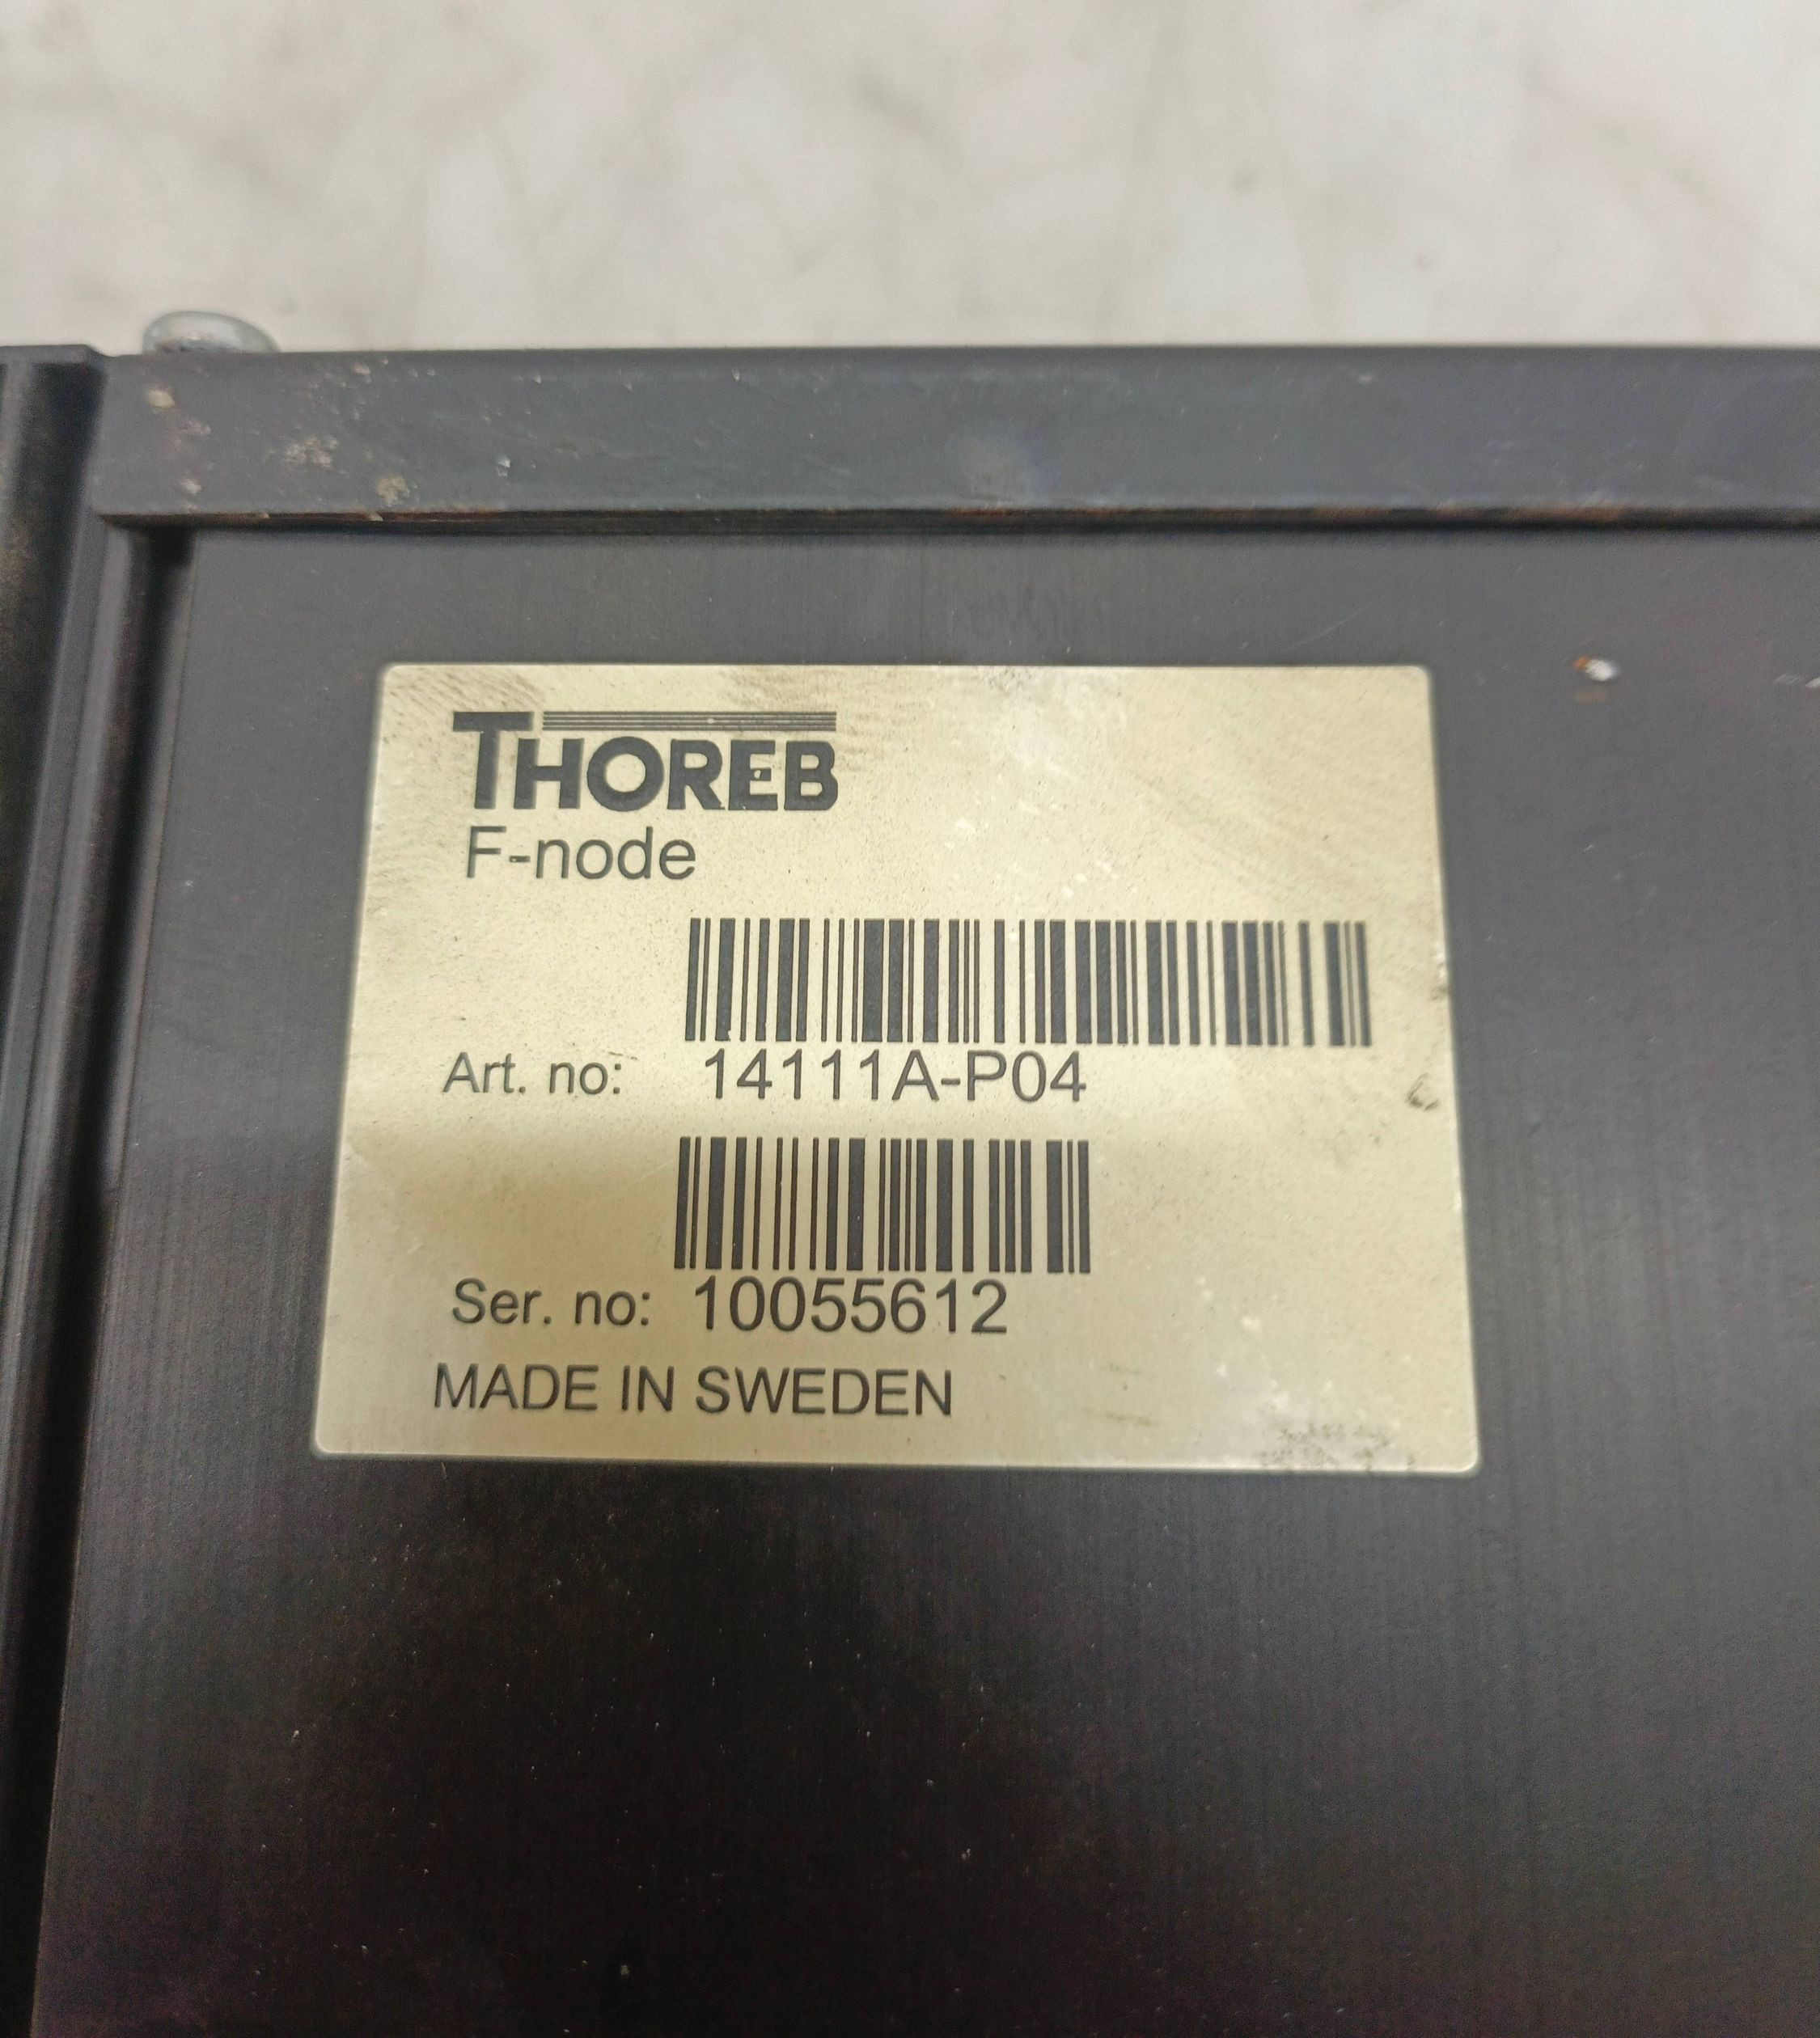 THOREB
F-node
Art. no: 14111A-P04
Ser. no: 10055612
MADE IN SWEDEN